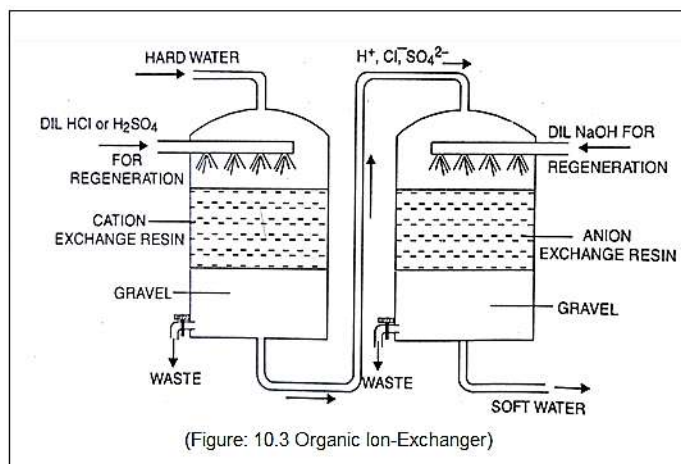 HARD WATER
H⁺, Cl,⁻SO₄²⁻
DIL HCl or H₂SO₄
FOR
REGENERATION
DIL NaOH FOR
REGENERATION
CATION
EXCHANGE RESIN
ANION
EXCHANGE RESIN
GRAVEL
GRAVEL
WASTE
WASTE
SOFT WATER
(Figure: 10.3 Organic Ion-Exchanger)